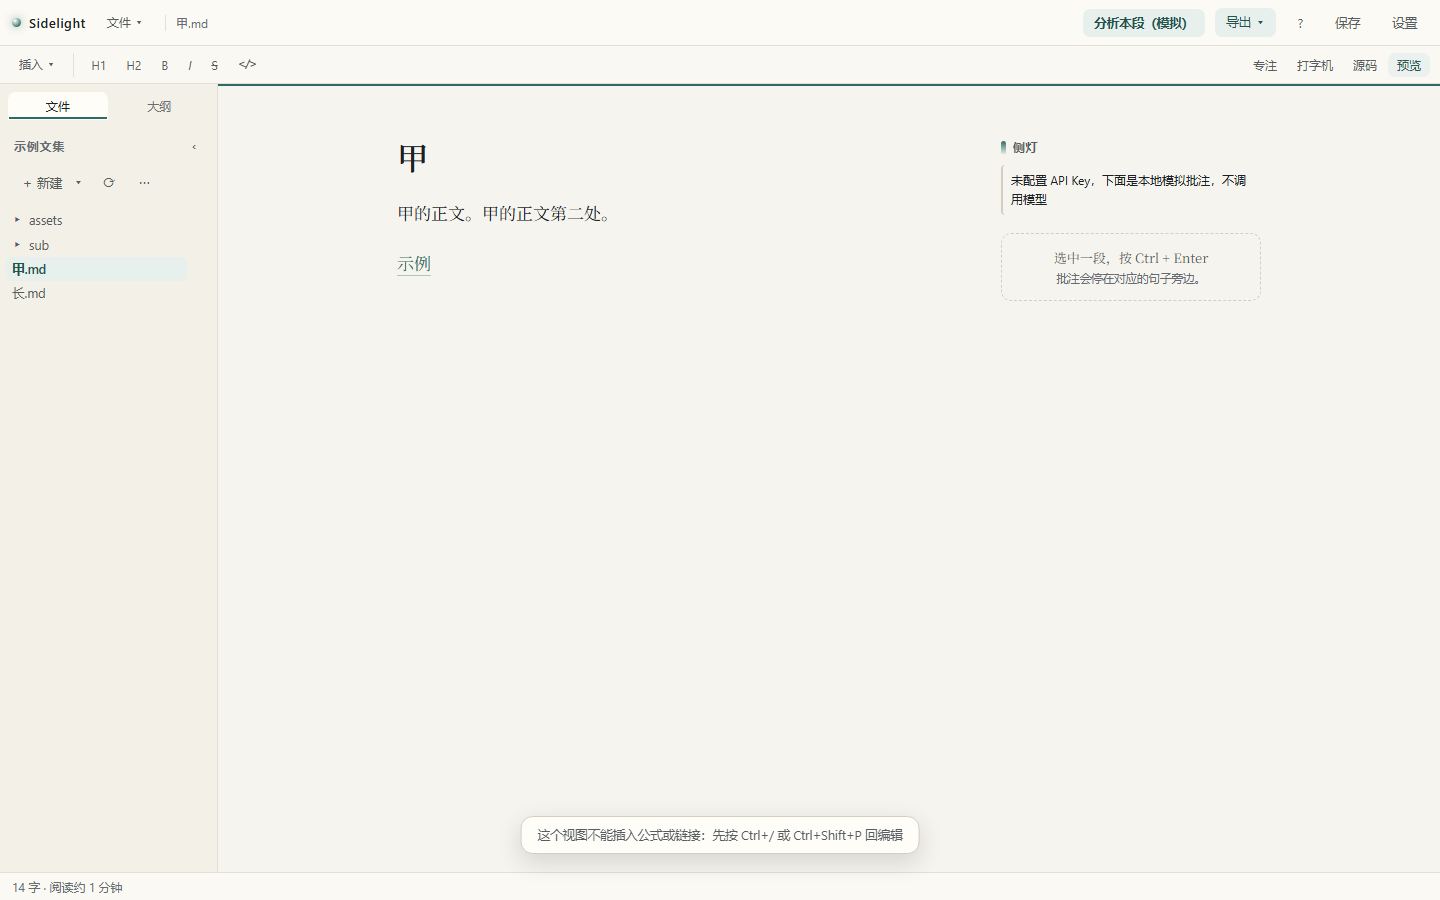 Sidelight 文件 甲.md 分析本段（模拟） 导出 ? 保存 设置
插入 H1 H2 B I S </> 专注 打字机 源码 预览
文件 大纲
示例文集
+ 新建 ···
assets
sub
甲.md
长.md
甲
甲的正文。甲的正文第二处。
示例
侧灯
未配置 API Key，下面是本地模拟批注，不调
用模型
选中一段，按 Ctrl + Enter
批注会停在对应的句子旁边。
这个视图不能插入公式或链接：先按 Ctrl+/ 或 Ctrl+Shift+P 回编辑
14 字 · 阅读约 1 分钟